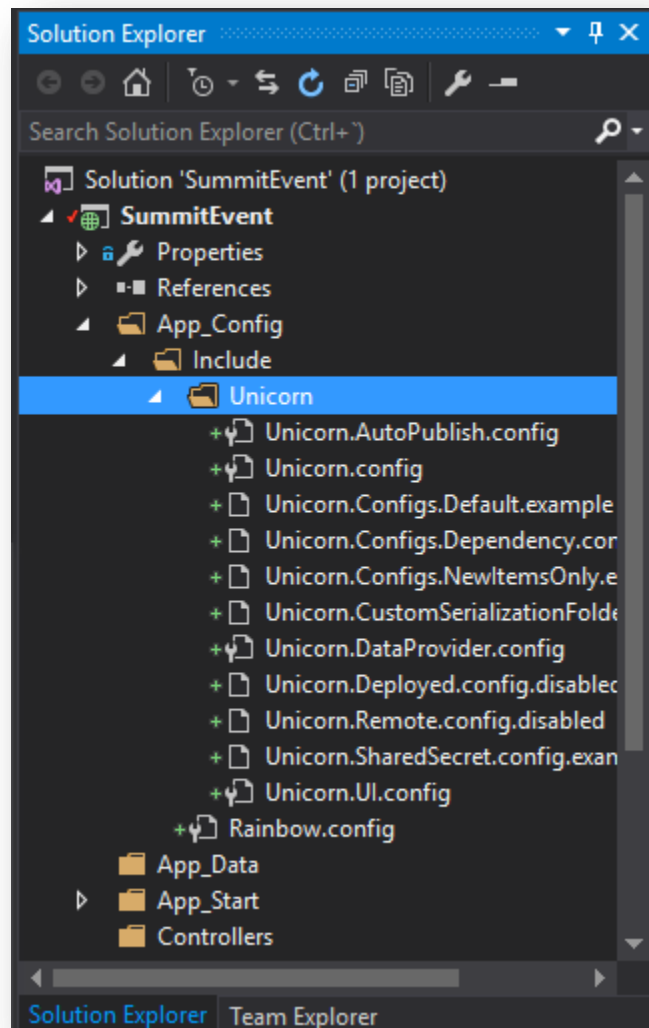 Solution Explorer
Search Solution Explorer (Ctrl+`)
Solution 'SummitEvent' (1 project)
SummitEvent
Properties
References
App_Config
Include
Unicorn
Unicorn.AutoPublish.config
Unicorn.config
Unicorn.Configs.Default.example
Unicorn.Configs.Dependency.con
Unicorn.Configs.NewItemsOnly.e
Unicorn.CustomSerializationFolde
Unicorn.DataProvider.config
Unicorn.Deployed.config.disabled
Unicorn.Remote.config.disabled
Unicorn.SharedSecret.config.exan
Unicorn.UI.config
Rainbow.config
App_Data
App_Start
Controllers
Solution Explorer Team Explorer